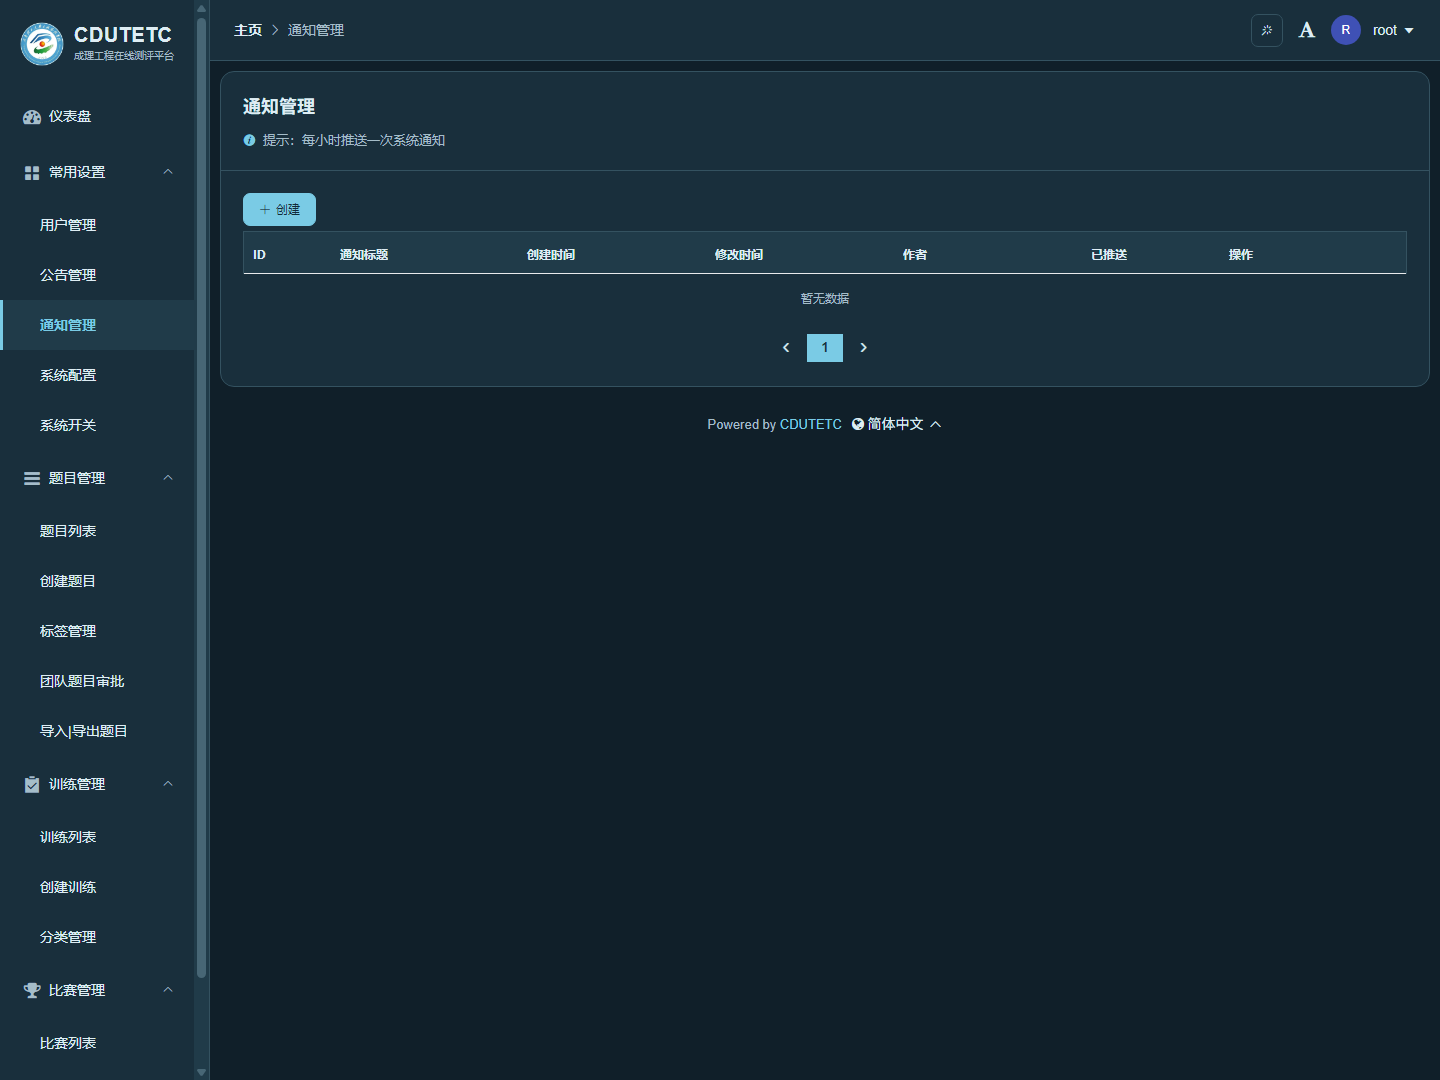 CDUTETC
成理工程在线测评平台
仪表盘
常用设置
用户管理
公告管理
通知管理
系统配置
系统开关
题目管理
题目列表
创建题目
标签管理
团队题目审批
导入|导出题目
训练管理
训练列表
创建训练
分类管理
比赛管理
比赛列表
主页 通知管理
A R root
通知管理
提示：每小时推送一次系统通知
创建
ID 通知标题 创建时间 修改时间 作者 已推送 操作
暂无数据
1
Powered by CDUTETC 简体中文